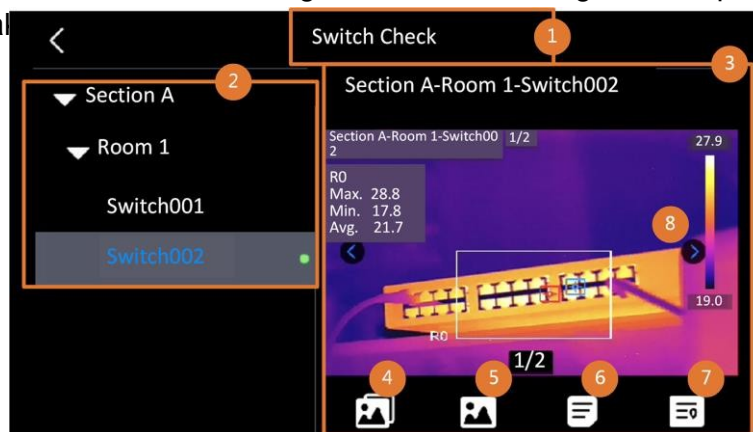 Switch Check
1
2
3
Section A
Room 1
Switch001
Switch002
Section A-Room 1-Switch002
Section A-Room 1-Switch00
2
1/2
27.9
R0
Max. 28.8
Min. 17.8
Avg. 21.7
8
19.0
R0
1/2
4
5
6
7